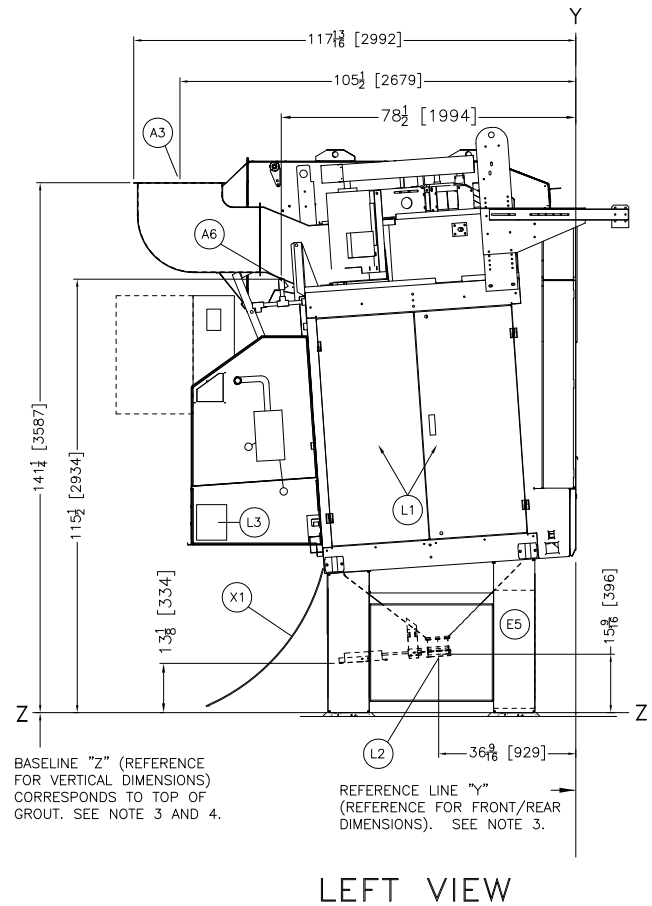 Y
117 13/16 [2992]
105 1/2 [2679]
78 1/2 [1994]
A3
A6
141 1/4 [3587]
115 1/2 [2934]
L1
L3
X1
13 1/8 [334]
E5
15 9/16 [396]
Z
Z
L2
36 9/16 [929]
BASELINE "Z" (REFERENCE
FOR VERTICAL DIMENSIONS)
CORRESPONDS TO TOP OF
GROUT. SEE NOTE 3 AND 4.
REFERENCE LINE "Y"
(REFERENCE FOR FRONT/REAR
DIMENSIONS). SEE NOTE 3.
LEFT VIEW